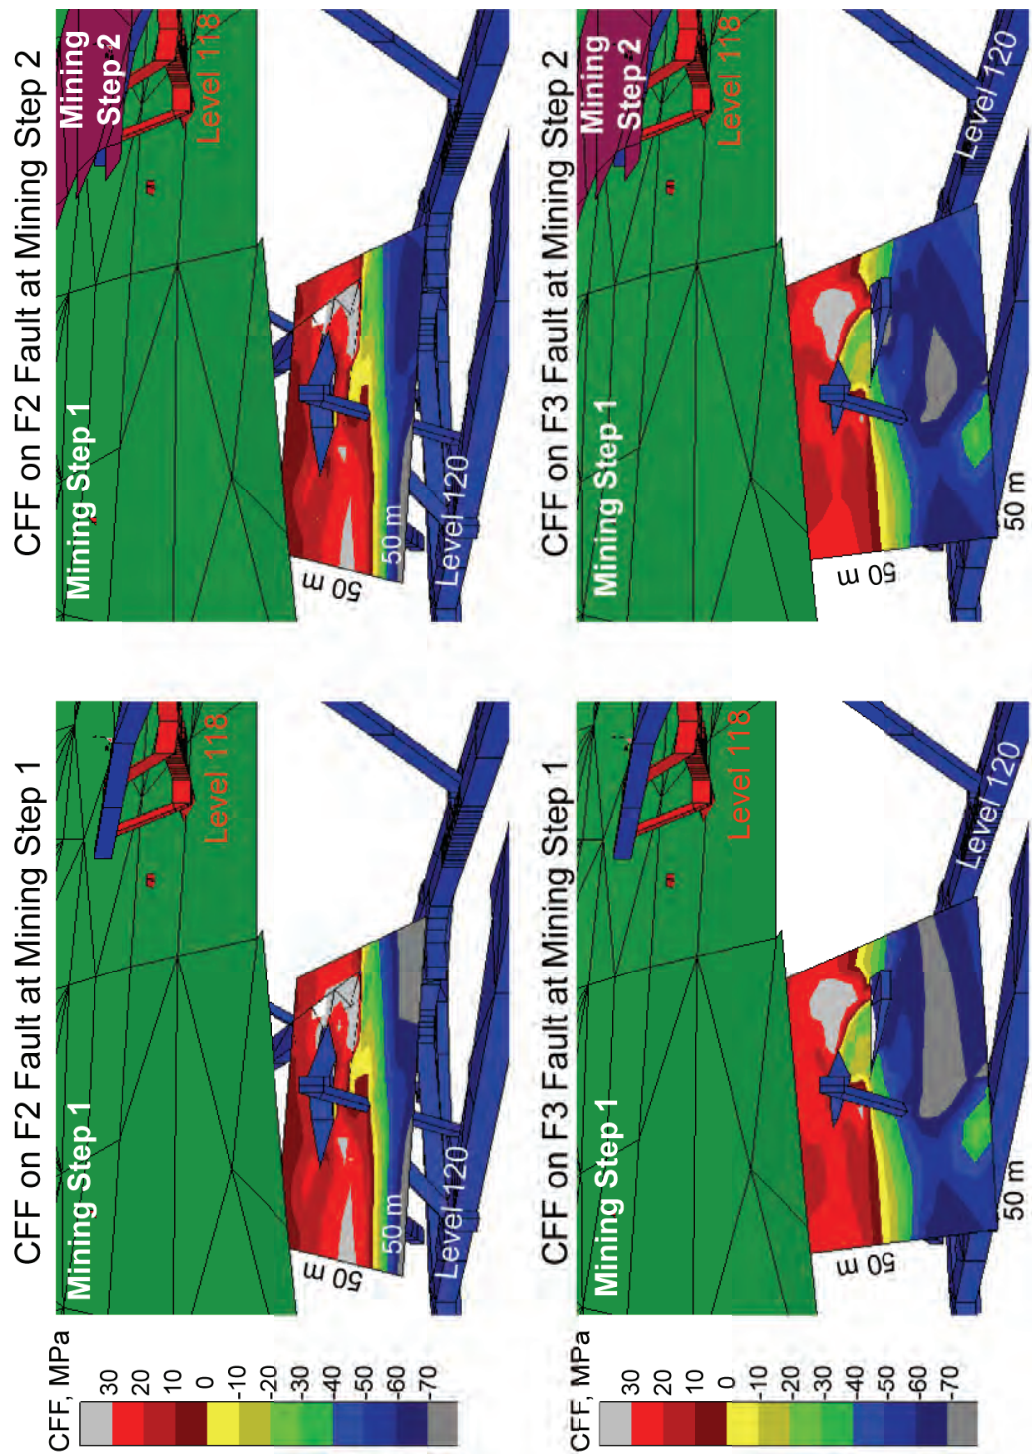 CFF on F2 Fault at Mining Step 1
CFF, MPa
30
20
10
0
-10
-20
-30
-40
-50
-60
-70
Mining Step 1
Level 118
50 m
50 m
Level 120
CFF on F2 Fault at Mining Step 2
Mining Step 1
Mining
Step 2
Level 118
50 m
50 m
Level 120
CFF on F3 Fault at Mining Step 1
CFF, MPa
30
20
10
0
-10
-20
-30
-40
-50
-60
-70
Mining Step 1
Level 118
50 m
50 m
Level 120
CFF on F3 Fault at Mining Step 2
Mining Step 1
Mining
Step 2
Level 118
50 m
50 m
Level 120